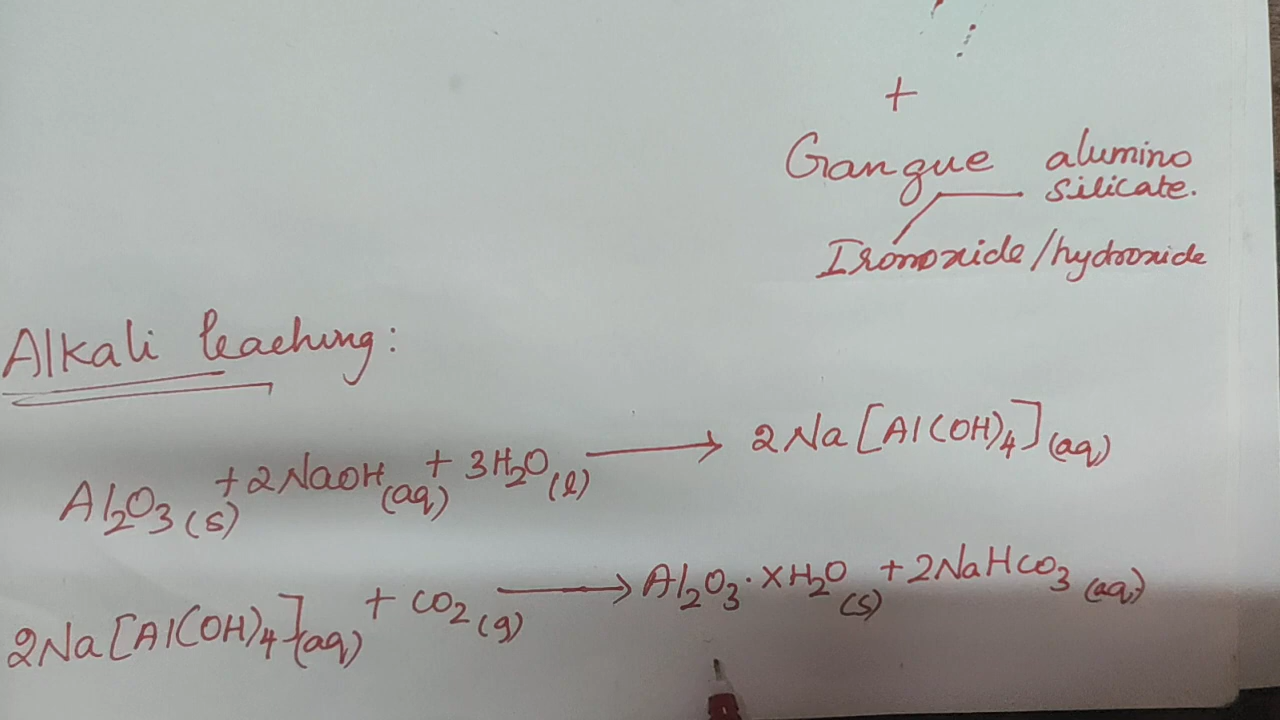 +
Gangue alumino
silicate.
Ironoxide/hydroxide
Alkali leaching:
Al₂O₃(s) + 2NaOH(aq) + 3H₂O(l) ⟶ 2Na[Al(OH)₄](aq)
2Na[Al(OH)₄](aq) + CO₂(g) ⟶ Al₂O₃·XH₂O(s) + 2NaHCO₃(aq)